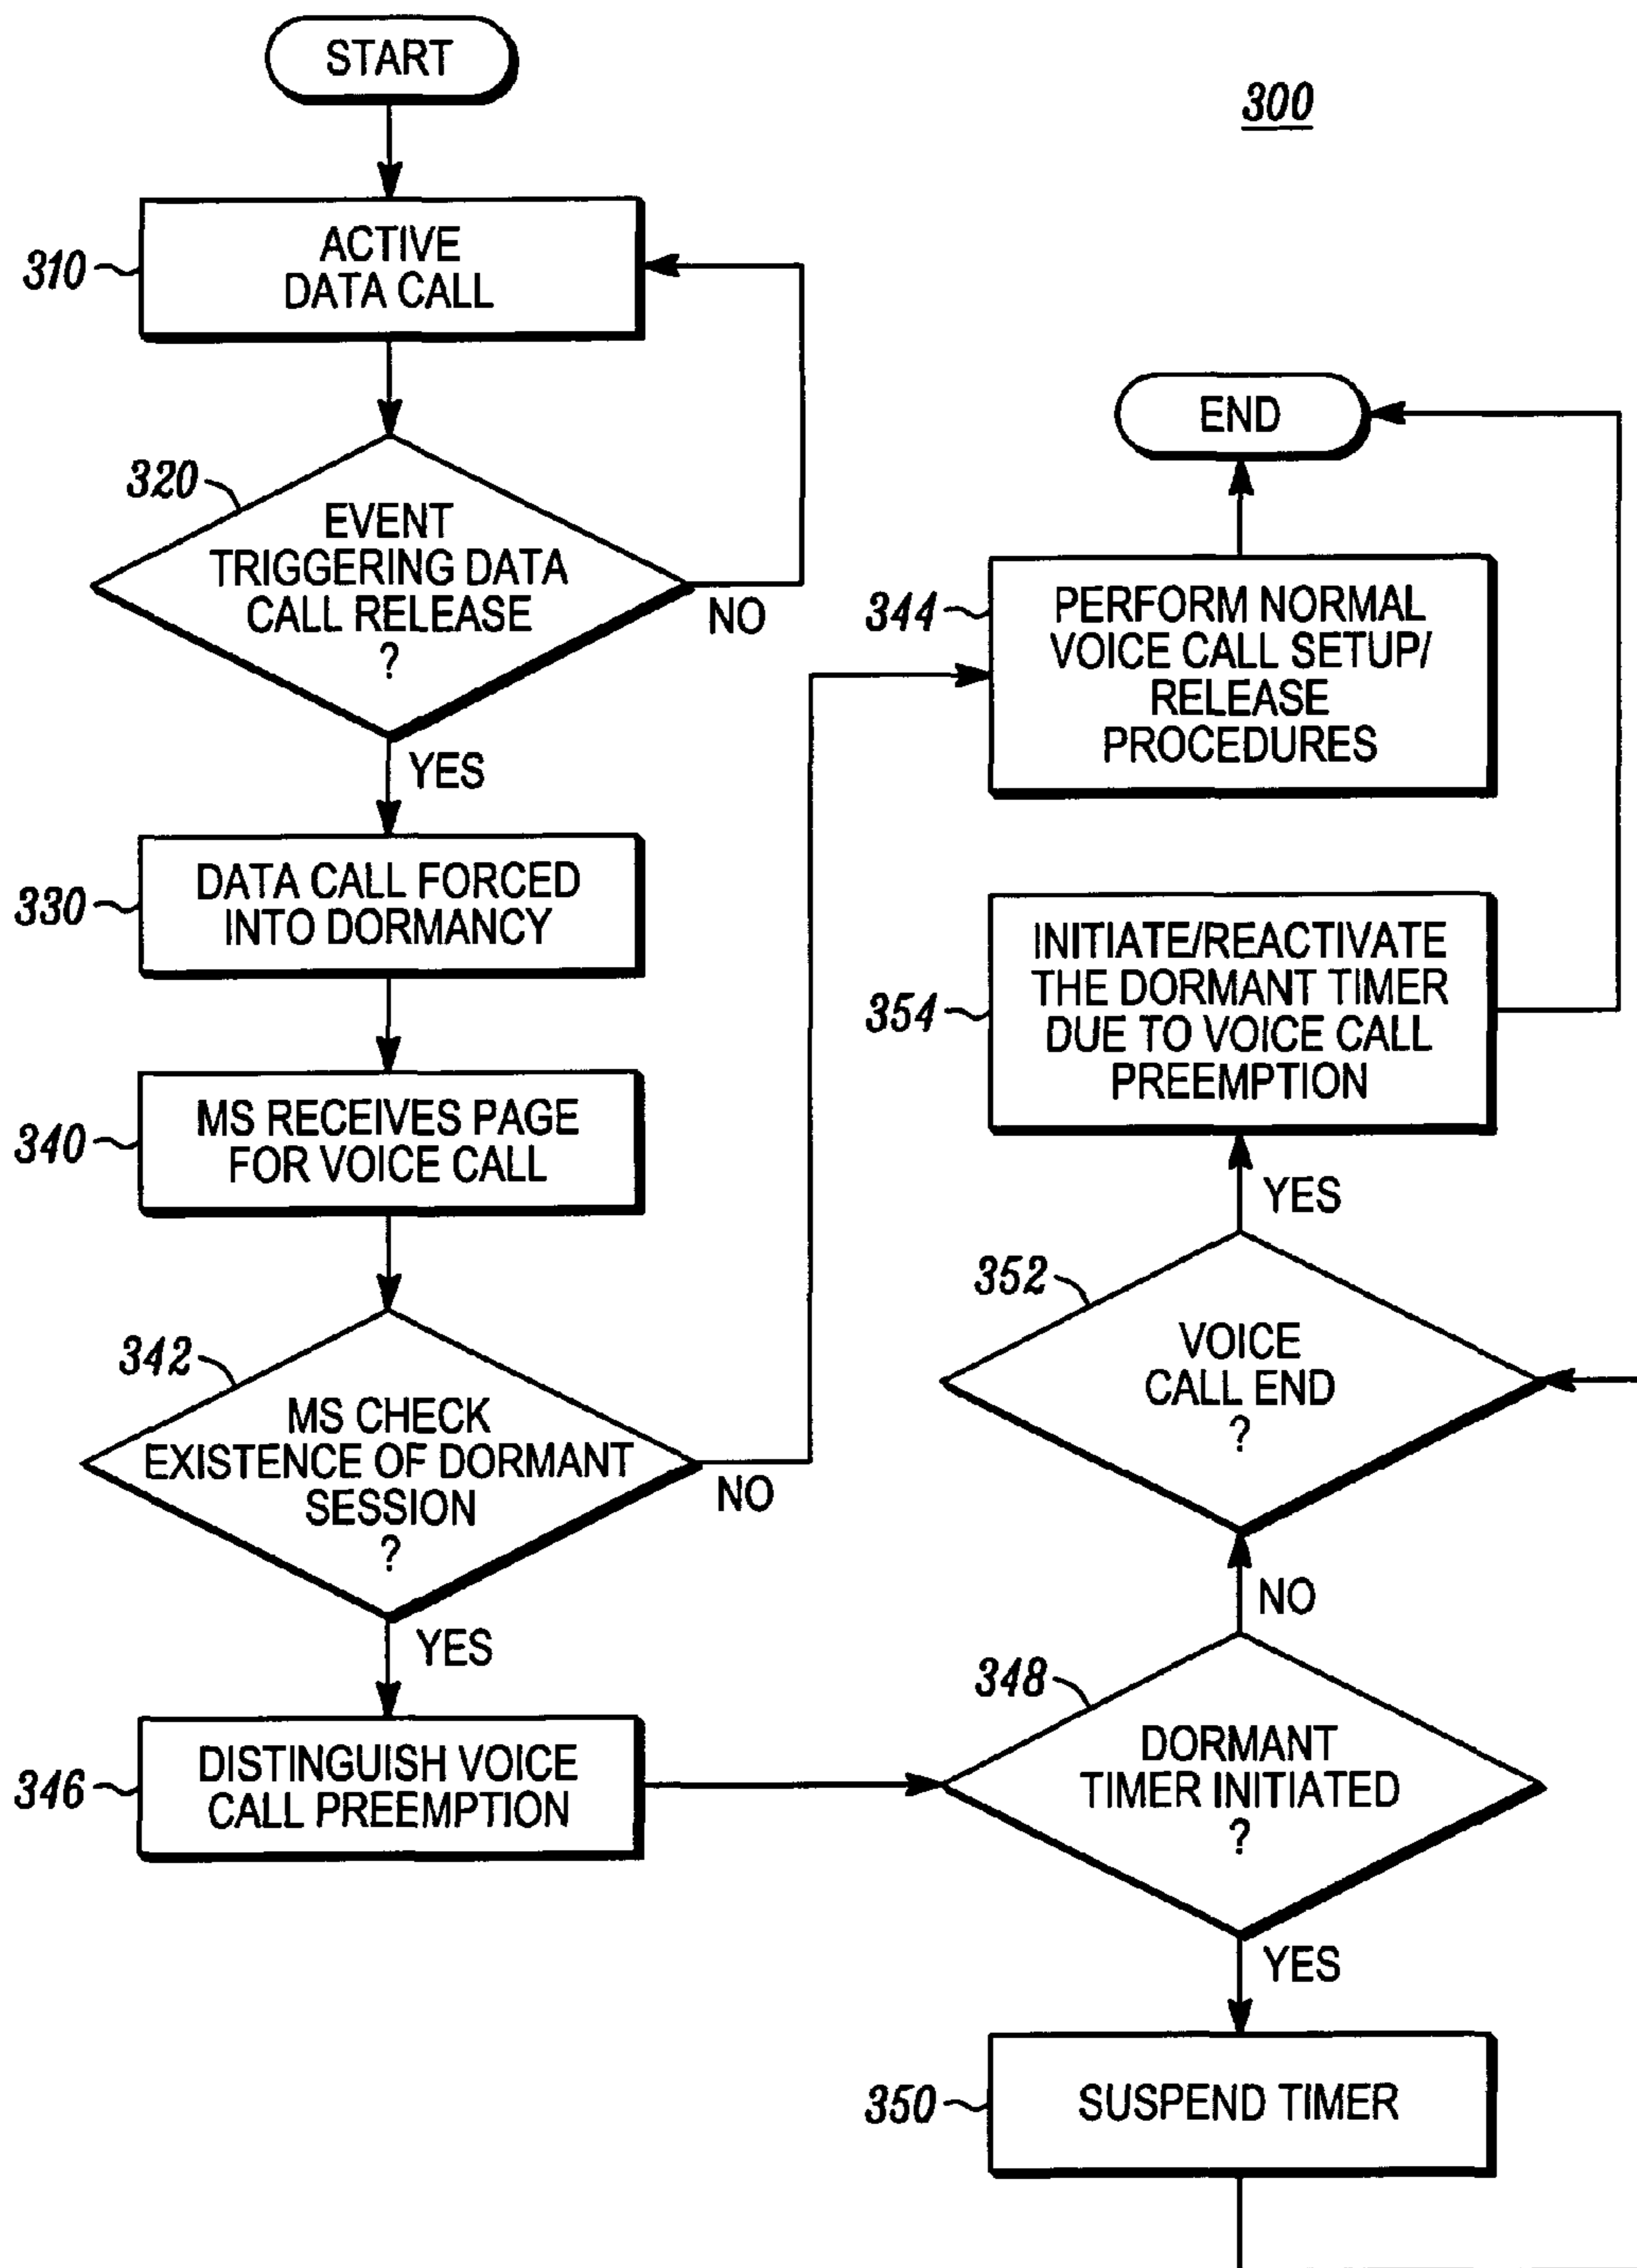 START
300
310
ACTIVE
DATA CALL
320
EVENT
TRIGGERING DATA
CALL RELEASE
?
NO
YES
330
DATA CALL FORCED
INTO DORMANCY
340
MS RECEIVES PAGE
FOR VOICE CALL
342
MS CHECK
EXISTENCE OF DORMANT
SESSION
?
NO
YES
346
DISTINGUISH VOICE
CALL PREEMPTION
END
344
PERFORM NORMAL
VOICE CALL SETUP/
RELEASE
PROCEDURES
354
INITIATE/REACTIVATE
THE DORMANT TIMER
DUE TO VOICE CALL
PREEMPTION
YES
352
VOICE
CALL END
?
NO
348
DORMANT
TIMER INITIATED
?
YES
350
SUSPEND TIMER